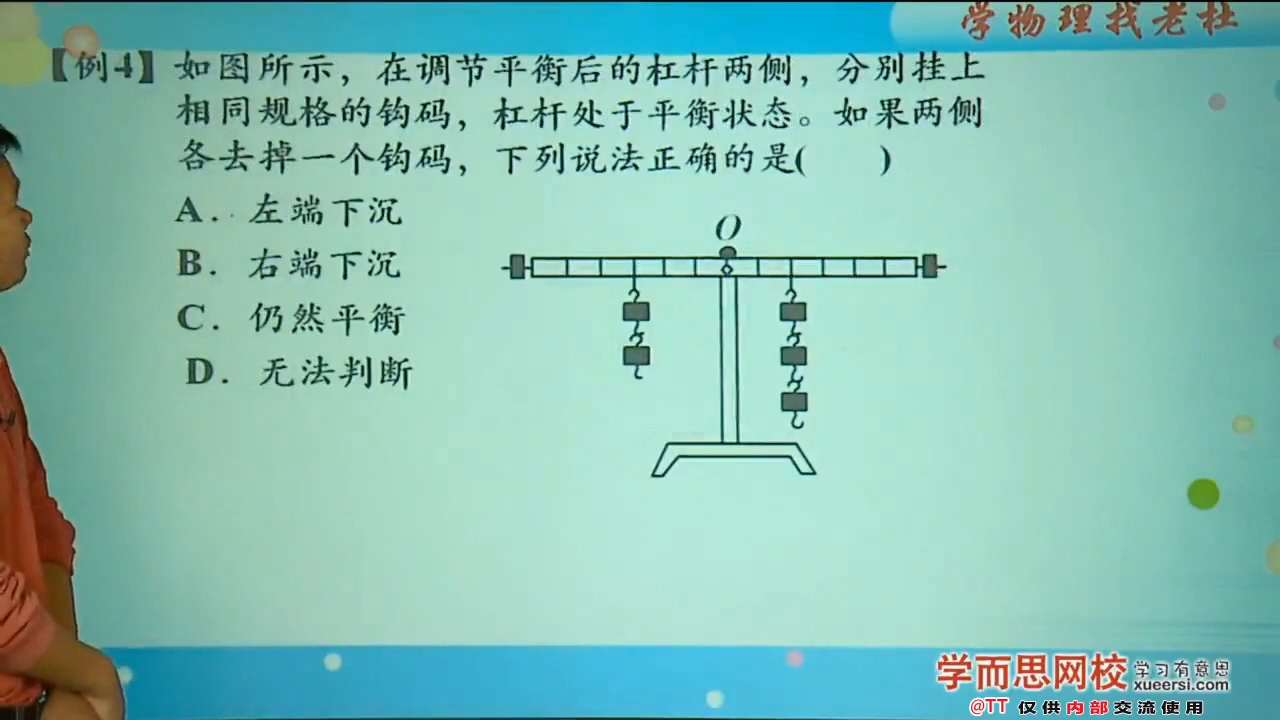 学物理找老杜
【例4】如图所示，在调节平衡后的杠杆两侧，分别挂上
相同规格的钩码，杠杆处于平衡状态。如果两侧
各去掉一个钩码，下列说法正确的是(　　)
A．左端下沉
B．右端下沉
C．仍然平衡
D．无法判断
O
学而思网校 学习有意思
xueersi.com
@TT 仅供内部交流使用